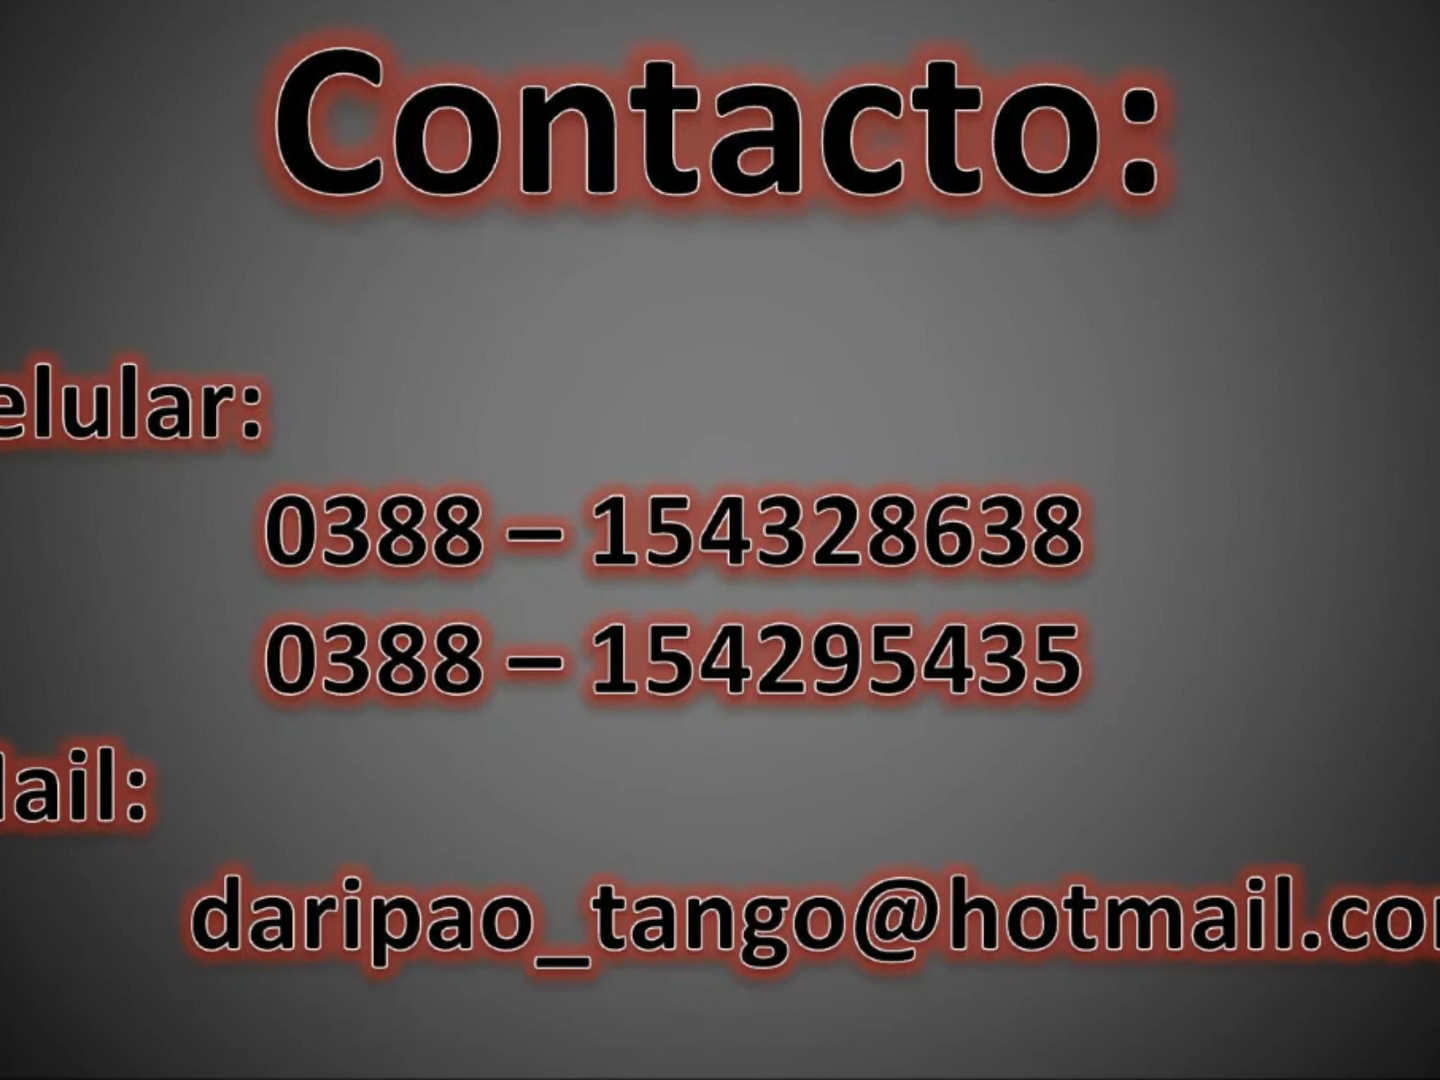 Contacto:
elular:
0388 – 154328638
0388 – 154295435
ail:
daripao_tango@hotmail.co